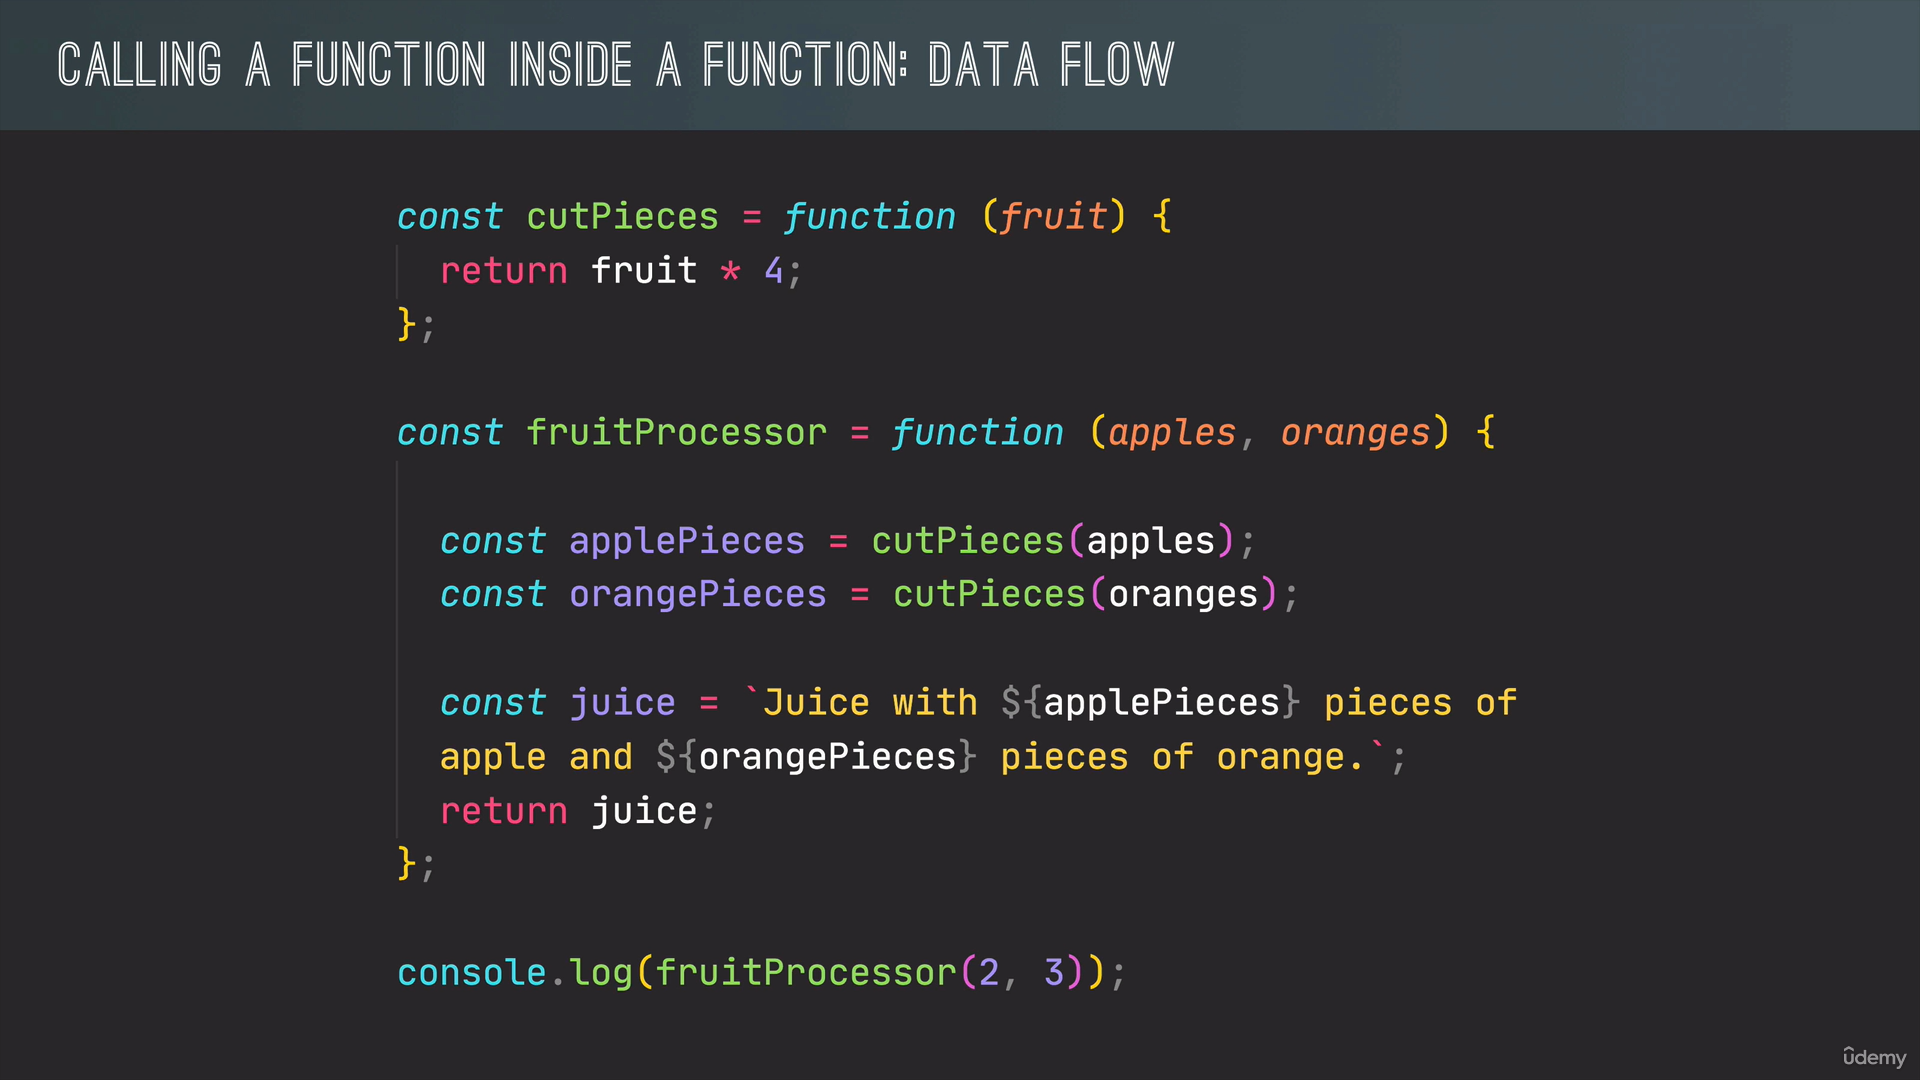 CALLING A FUNCTION INSIDE A FUNCTION: DATA FLOW
const cutPieces = function (fruit) {
return fruit * 4;
};
const fruitProcessor = function (apples, oranges) {
const applePieces = cutPieces(apples);
const orangePieces = cutPieces(oranges);
const juice = `Juice with ${applePieces} pieces of
apple and ${orangePieces} pieces of orange.`;
return juice;
};
console.log(fruitProcessor(2, 3));
ûdemy